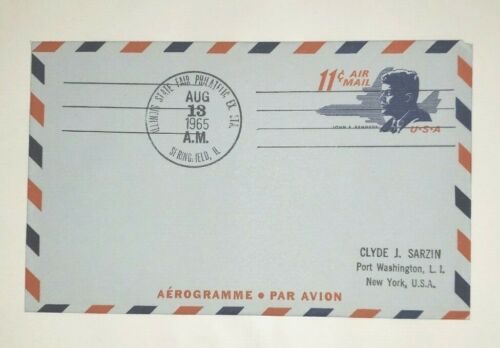 ILLINOIS STATE FAIR PHILATELIC EX. STA.
AUG
13
1965
A.M.
SPRINGFIELD, IL
11¢ AIR
MAIL
JOHN F. KENNEDY
U•S•A
CLYDE J. SARZIN
Port Washington, L. I.
New York, U.S.A.
AÉROGRAMME • PAR AVION